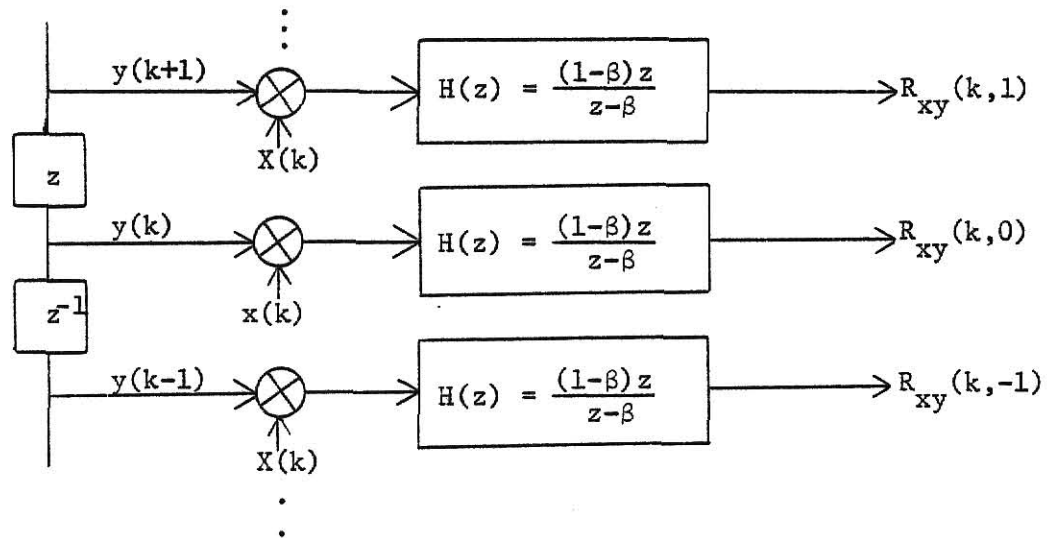 y(k+1)
H(z) = (1-β)z / z-β
R_xy(k,1)
X(k)
z
y(k)
H(z) = (1-β)z / z-β
R_xy(k,0)
x(k)
z^-1
y(k-1)
H(z) = (1-β)z / z-β
R_xy(k,-1)
X(k)